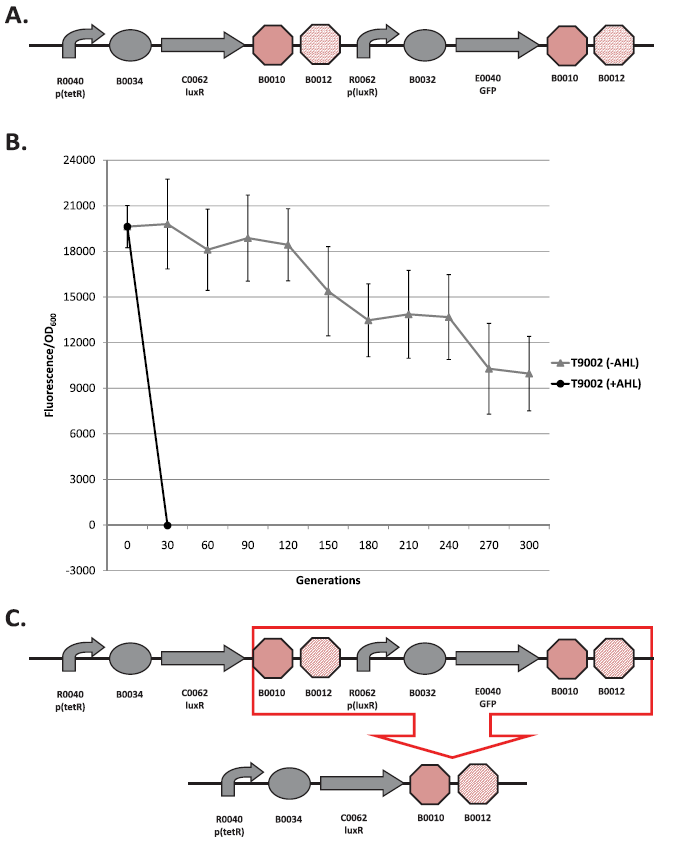 A.
R0040 B0034 C0062 B0010 B0012 R0062 B0032 E0040 B0010 B0012
p(tetR) luxR p(luxR) GFP
B.
24000
21000
18000
15000
12000
9000
6000
3000
0
-3000
Fluorescence/OD600
0 30 60 90 120 150 180 210 240 270 300
Generations
T9002 (-AHL)
T9002 (+AHL)
C.
R0040 B0034 C0062 B0010 B0012 R0062 B0032 E0040 B0010 B0012
p(tetR) luxR p(luxR) GFP
R0040 B0034 C0062 B0010 B0012
p(tetR) luxR